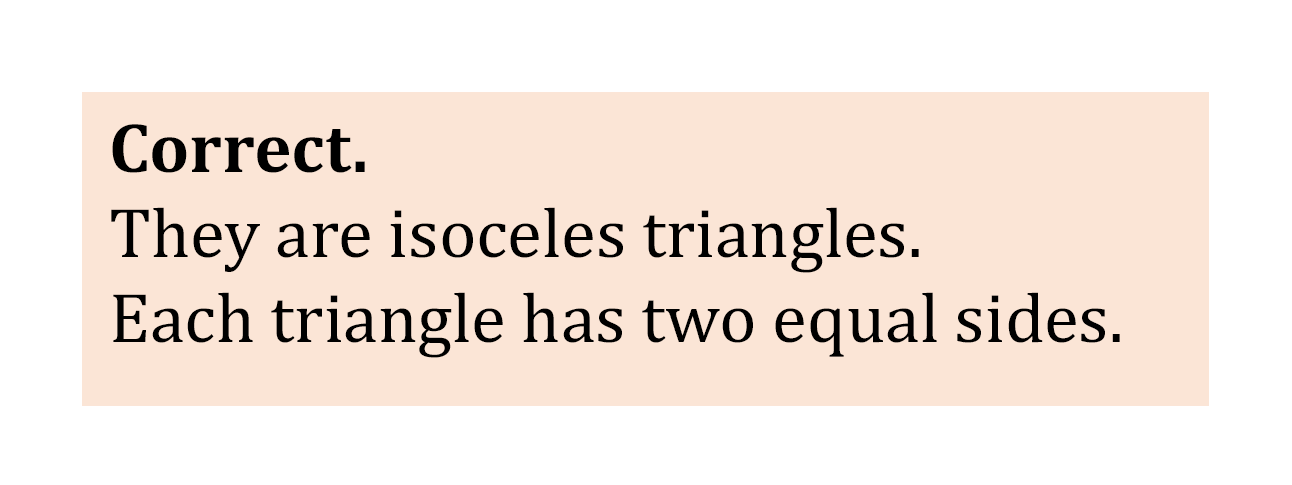 Correct.
They are isoceles triangles.
Each triangle has two equal sides.